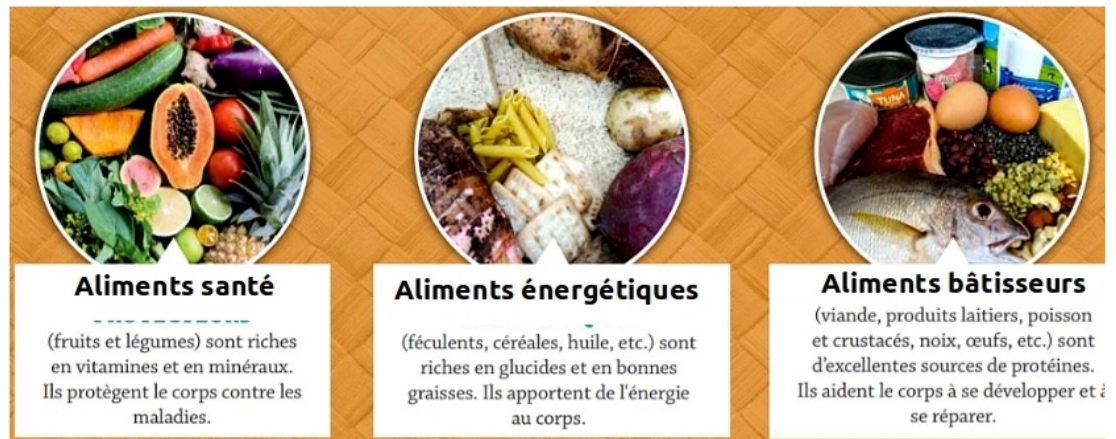 TUNA
Aliments santé
(fruits et légumes) sont riches
en vitamines et en minéraux.
Ils protègent le corps contre les
maladies.
Aliments énergétiques
(féculents, céréales, huile, etc.) sont
riches en glucides et en bonnes
graisses. Ils apportent de l'énergie
au corps.
Aliments bâtisseurs
(viande, produits laitiers, poisson
et crustacés, noix, œufs, etc.) sont
d'excellentes sources de protéines.
Ils aident le corps à se développer et à
se réparer.